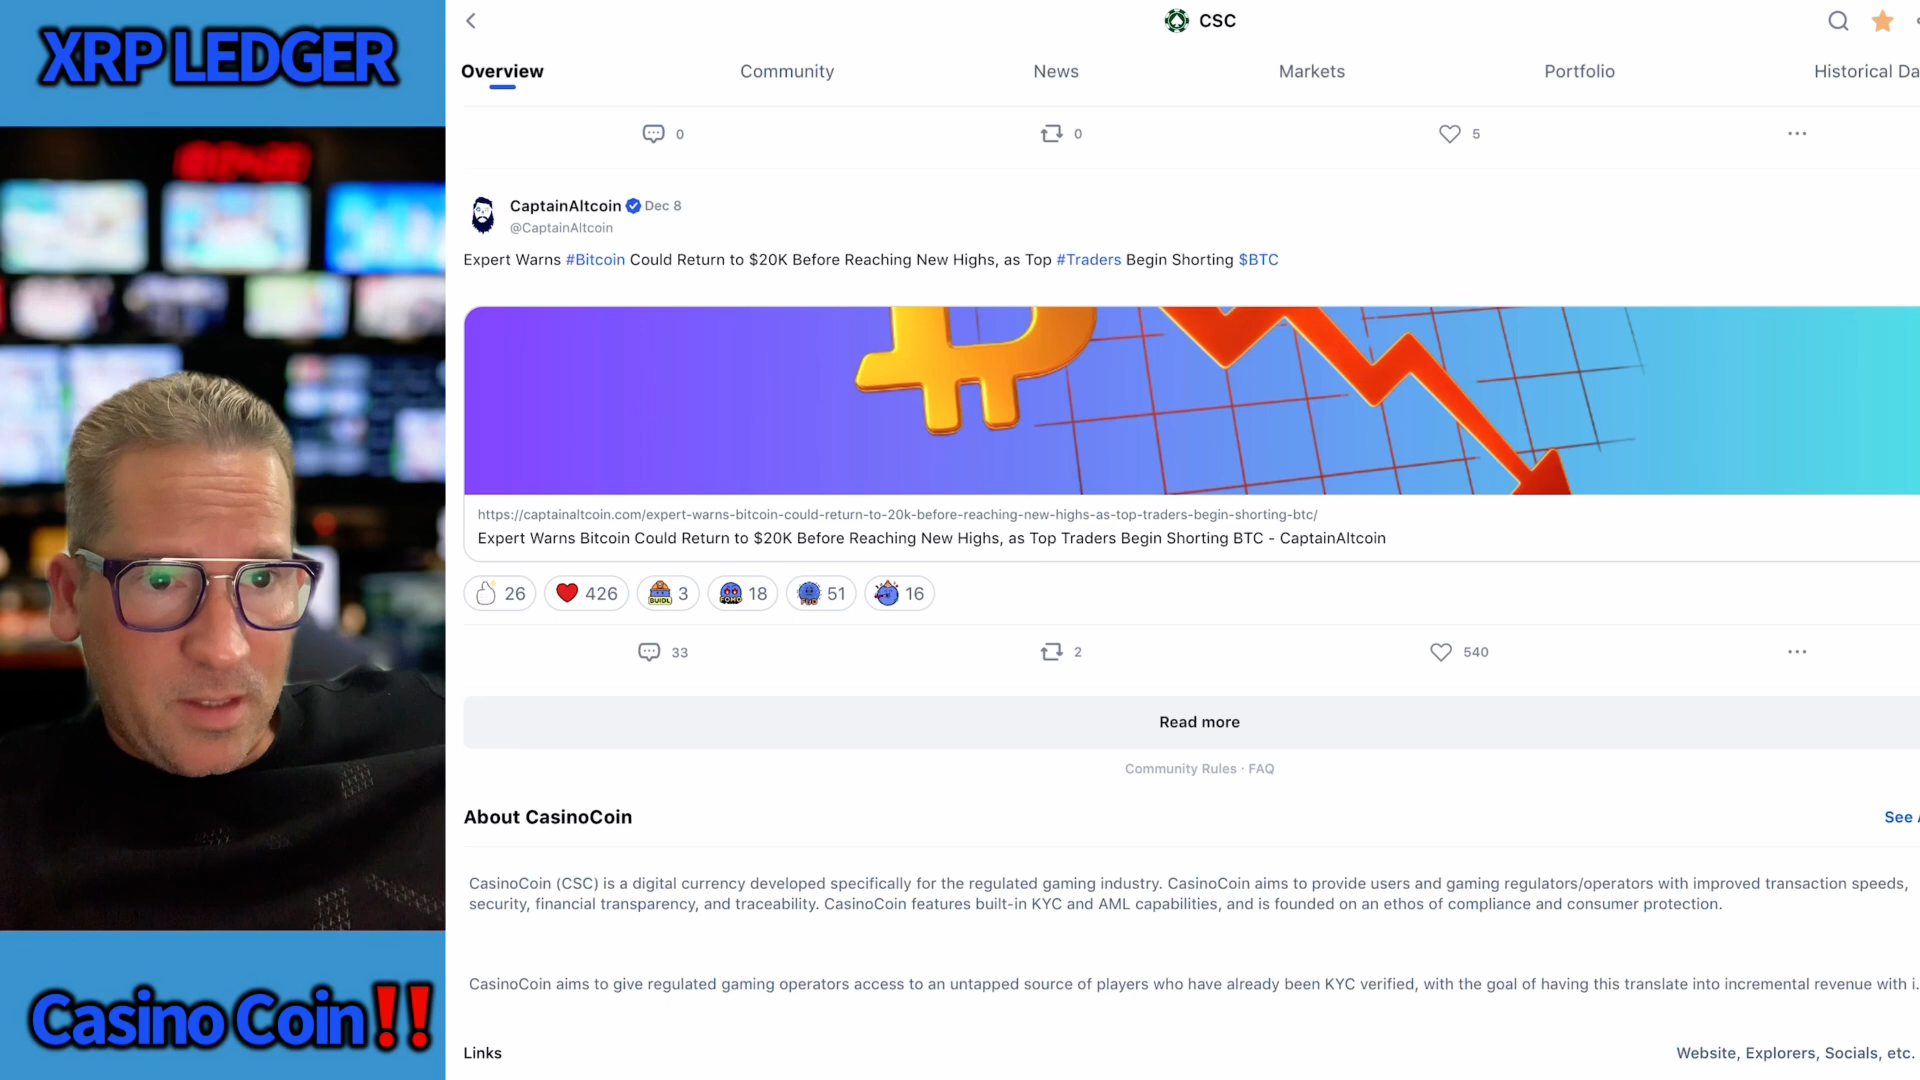 XRP LEDGER
CSC
Overview
Community
News
Markets
Portfolio
Historical Da
0
0
5
CaptainAltcoin Dec 8
@CaptainAltcoin
Expert Warns #Bitcoin Could Return to $20K Before Reaching New Highs, as Top #Traders Begin Shorting $BTC
https://captainaltcoin.com/expert-warns-bitcoin-could-return-to-20k-before-reaching-new-highs-as-top-traders-begin-shorting-btc/
Expert Warns Bitcoin Could Return to $20K Before Reaching New Highs, as Top Traders Begin Shorting BTC - CaptainAltcoin
26
426
BUIDL 3
18
51
16
33
2
540
Read more
Community Rules · FAQ
About CasinoCoin
See A
CasinoCoin (CSC) is a digital currency developed specifically for the regulated gaming industry. CasinoCoin aims to provide users and gaming regulators/operators with improved transaction speeds,
security, financial transparency, and traceability. CasinoCoin features built-in KYC and AML capabilities, and is founded on an ethos of compliance and consumer protection.
CasinoCoin aims to give regulated gaming operators access to an untapped source of players who have already been KYC verified, with the goal of having this translate into incremental revenue with i...
Links
Website, Explorers, Socials, etc.
Casino Coin‼️